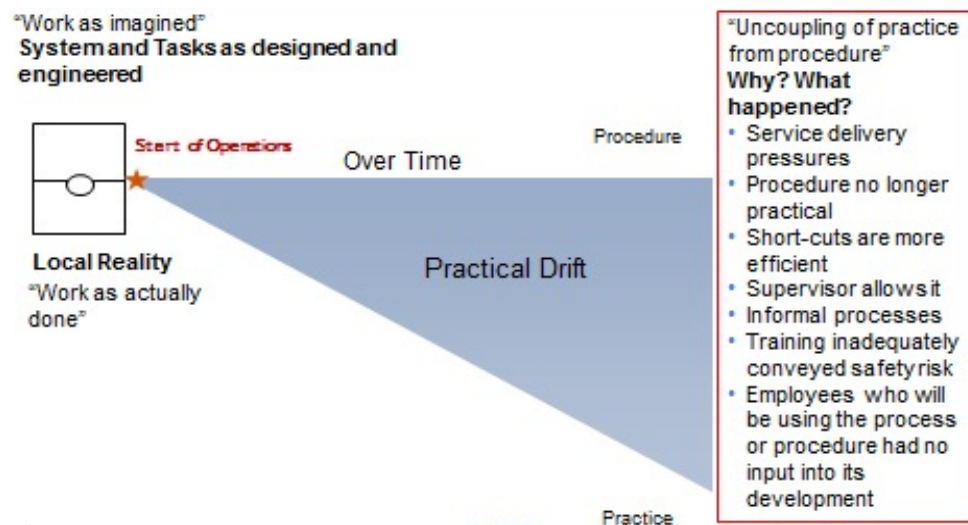 “Work as imagined”
System and Tasks as designed and
engineered
Start of Operations
Over Time
Procedure
Practical Drift
Local Reality
“Work as actually
done”
Practice
“Uncoupling of practice
from procedure”
Why? What
happened?
• Service delivery
pressures
• Procedure no longer
practical
• Short-cuts are more
efficient
• Supervisor allows it
• Informal processes
• Training inadequately
conveyed safety risk
• Employees who will
be using the process
or procedure had no
input into its
development